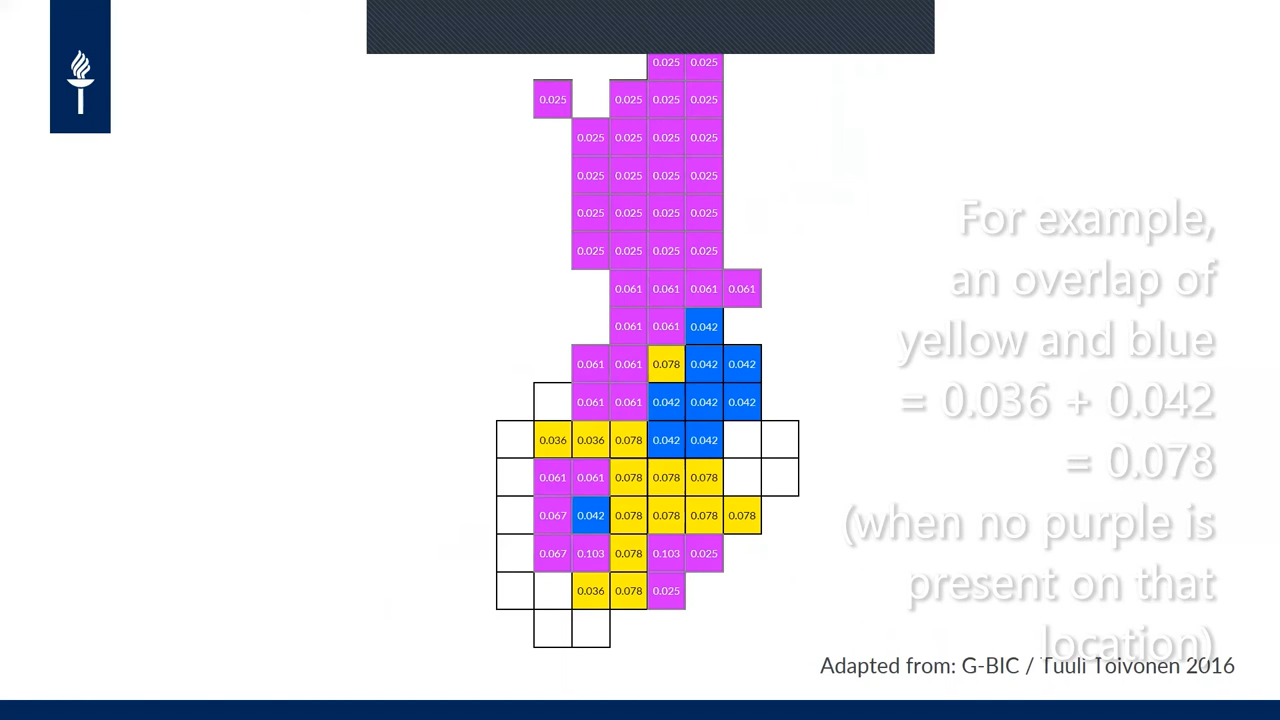 0.025 0.025
0.025 0.025 0.025 0.025
0.025 0.025 0.025 0.025
0.025 0.025 0.025 0.025
0.025 0.025 0.025 0.025
0.025 0.025 0.025 0.025
0.061 0.061 0.061 0.061
0.061 0.061 0.042
0.061 0.061 0.078 0.042 0.042
0.061 0.061 0.042 0.042 0.042
0.036 0.036 0.078 0.042 0.042
0.061 0.061 0.078 0.078 0.078
0.067 0.042 0.078 0.078 0.078 0.078
0.067 0.103 0.078 0.103 0.025
0.036 0.078 0.025
For example,
an overlap of
yellow and blue
= 0.036 + 0.042
= 0.078
(when no purple is
present on that
location)
Adapted from: G-BIC / Tuuli Toivonen 2016